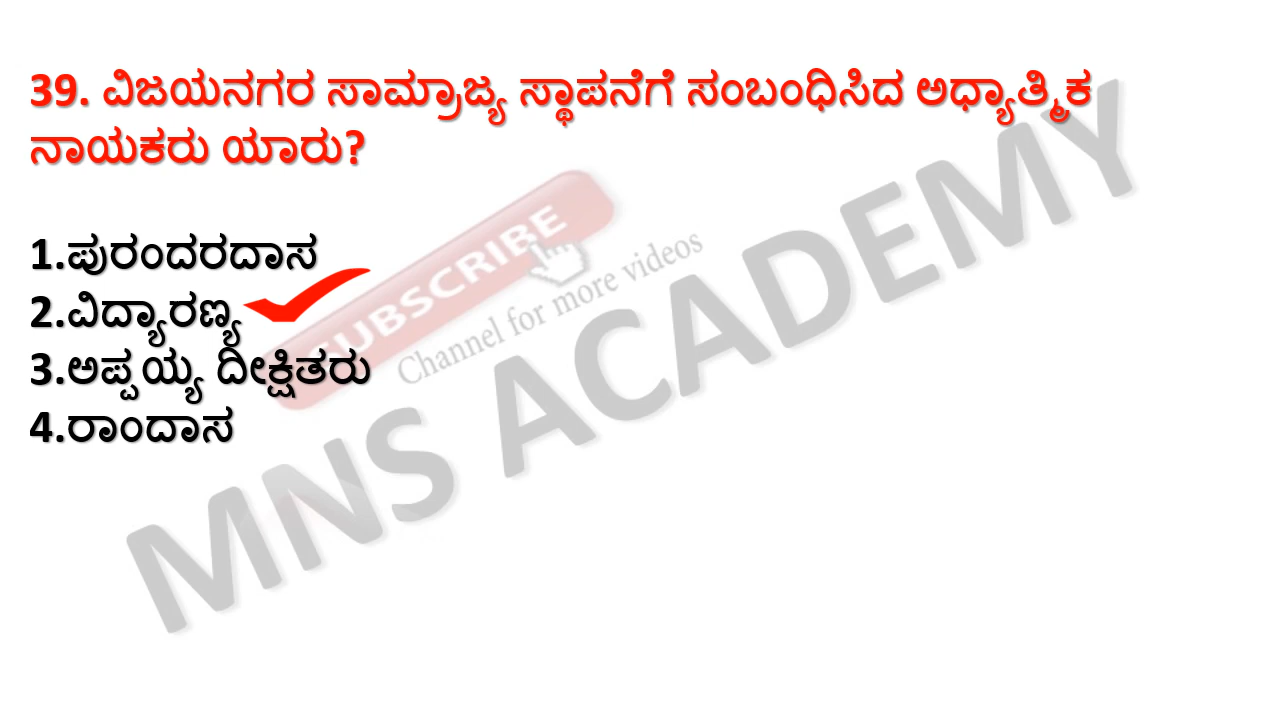 39. ವಿಜಯನಗರ ಸಾಮ್ರಾಜ್ಯ ಸ್ಥಾಪನೆಗೆ ಸಂಬಂಧಿಸಿದ ಅಧ್ಯಾತ್ಮಿಕ
ನಾಯಕರು ಯಾರು?
1.ಪುರಂದರದಾಸ
2.ವಿದ್ಯಾರಣ್ಯ
3.ಅಪ್ಪಯ್ಯ ದೀಕ್ಷಿತರು
4.ರಾಂದಾಸ
SUBSCRIBE
Channel for more videos
MNS ACADEMY